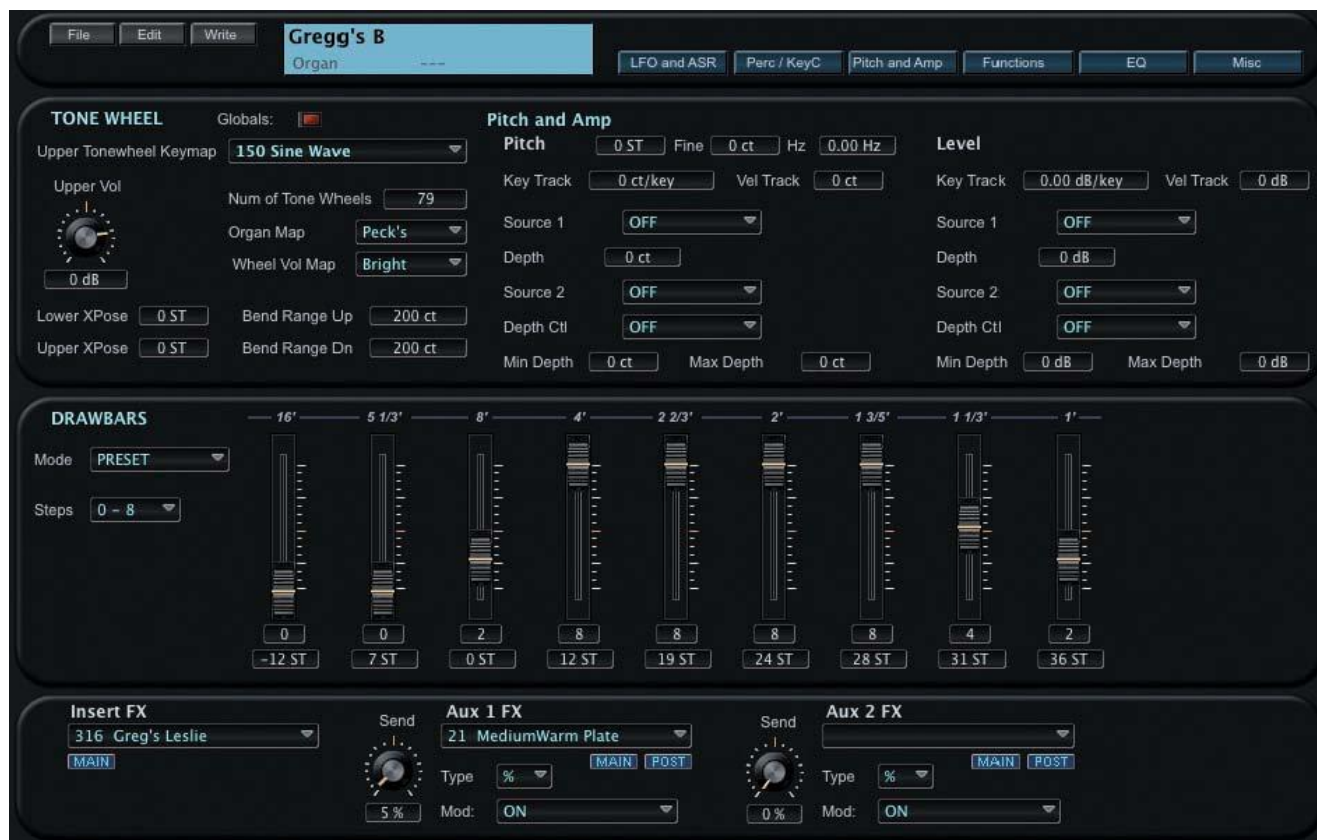 File Edit Write
Gregg's B
Organ ---
LFO and ASR Perc / KeyC Pitch and Amp Functions EQ Misc
TONE WHEEL Globals:
Upper Tonewheel Keymap 150 Sine Wave
Upper Vol
0 dB
Num of Tone Wheels 79
Organ Map Peck's
Wheel Vol Map Bright
Lower XPose 0 ST Bend Range Up 200 ct
Upper XPose 0 ST Bend Range Dn 200 ct
Pitch and Amp
Pitch 0 ST Fine 0 ct Hz 0.00 Hz
Key Track 0 ct/key Vel Track 0 ct
Source 1 OFF
Depth 0 ct
Source 2 OFF
Depth Ctl OFF
Min Depth 0 ct Max Depth 0 ct
Level
Key Track 0.00 dB/key Vel Track 0 dB
Source 1 OFF
Depth 0 dB
Source 2 OFF
Depth Ctl OFF
Min Depth 0 dB Max Depth 0 dB
DRAWBARS
Mode PRESET
Steps 0 - 8
16' 5 1/3' 8' 4' 2 2/3' 2' 1 3/5' 1 1/3' 1'
0 0 2 8 8 8 8 4 2
-12 ST 7 ST 0 ST 12 ST 19 ST 24 ST 28 ST 31 ST 36 ST
Insert FX
316 Greg's Leslie
MAIN
Send
5 %
Aux 1 FX
21 MediumWarm Plate
MAIN POST
Type %
Mod: ON
Send
0 %
Aux 2 FX
MAIN POST
Type %
Mod: ON